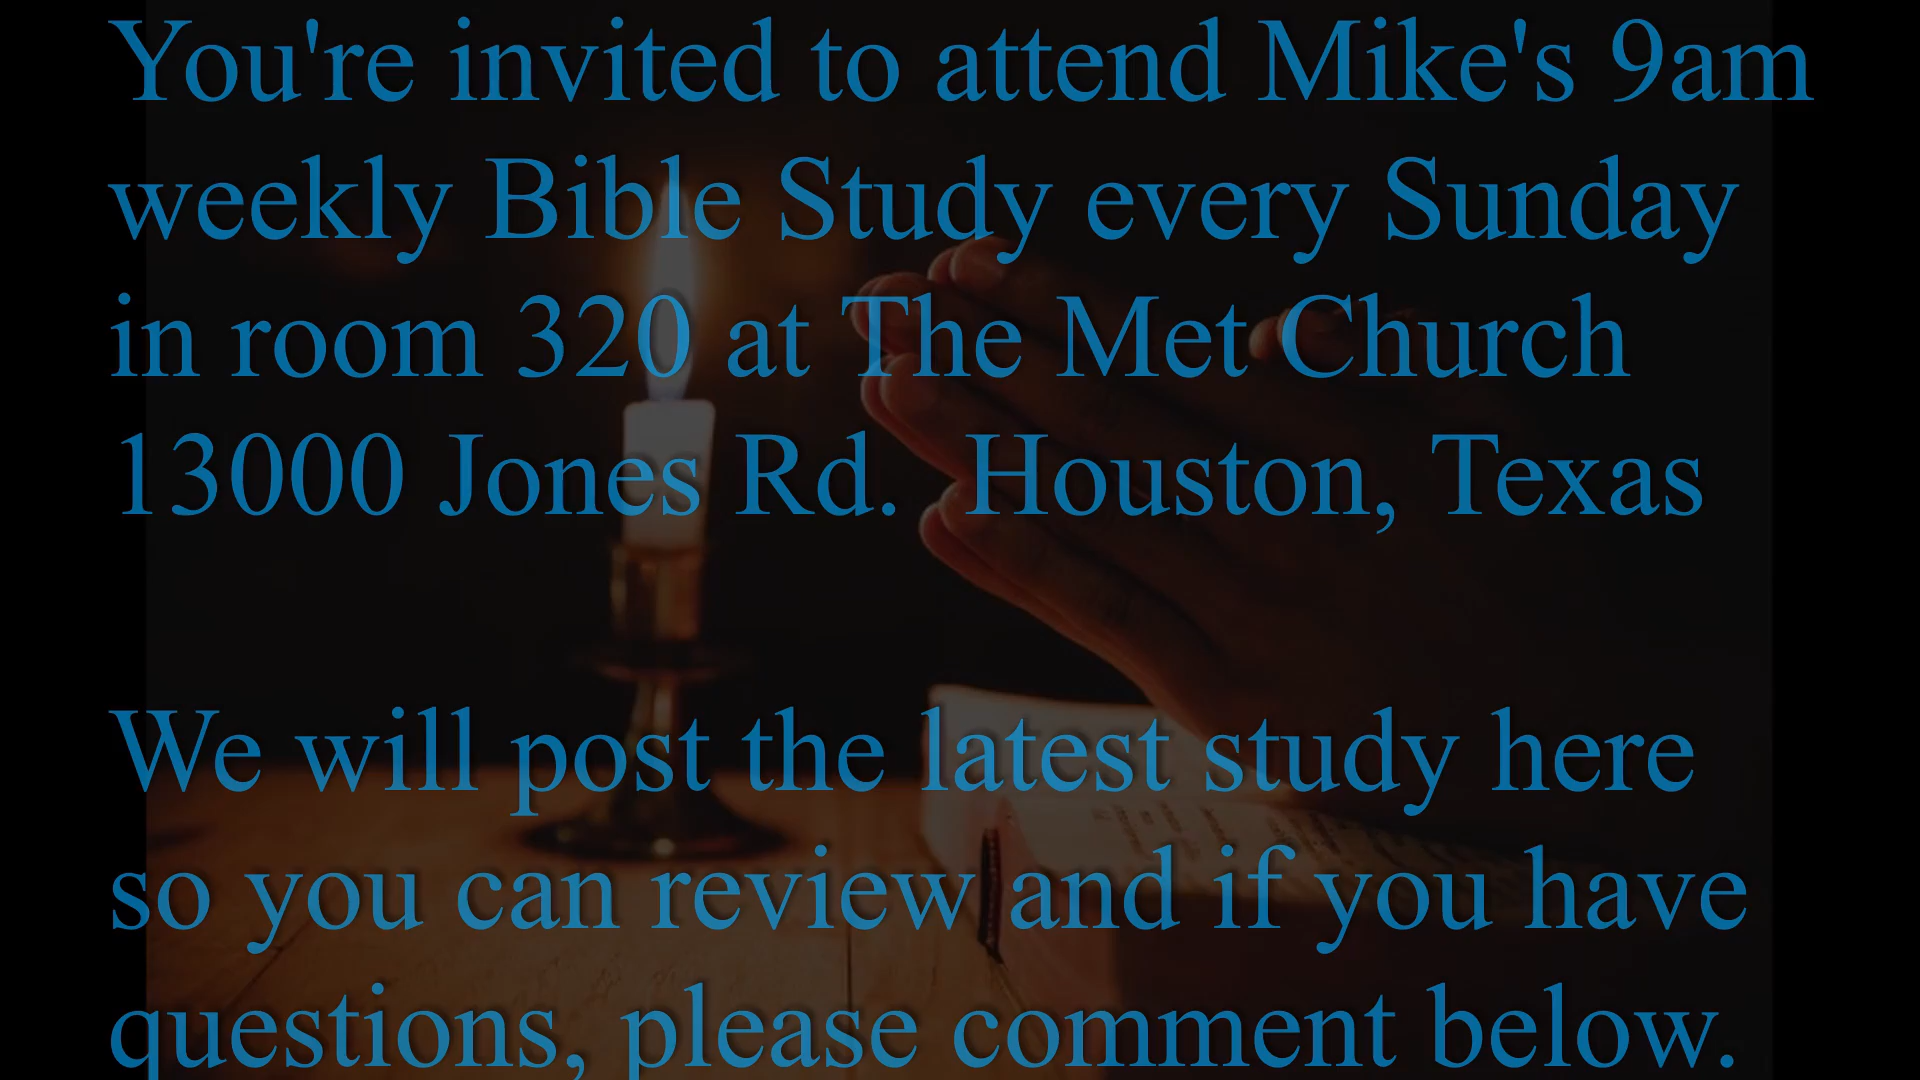 You're invited to attend Mike's 9am
weekly Bible Study every Sunday
in room 320 at The Met Church
13000 Jones Rd.  Houston, Texas
We will post the latest study here
so you can review and if you have
questions, please comment below.